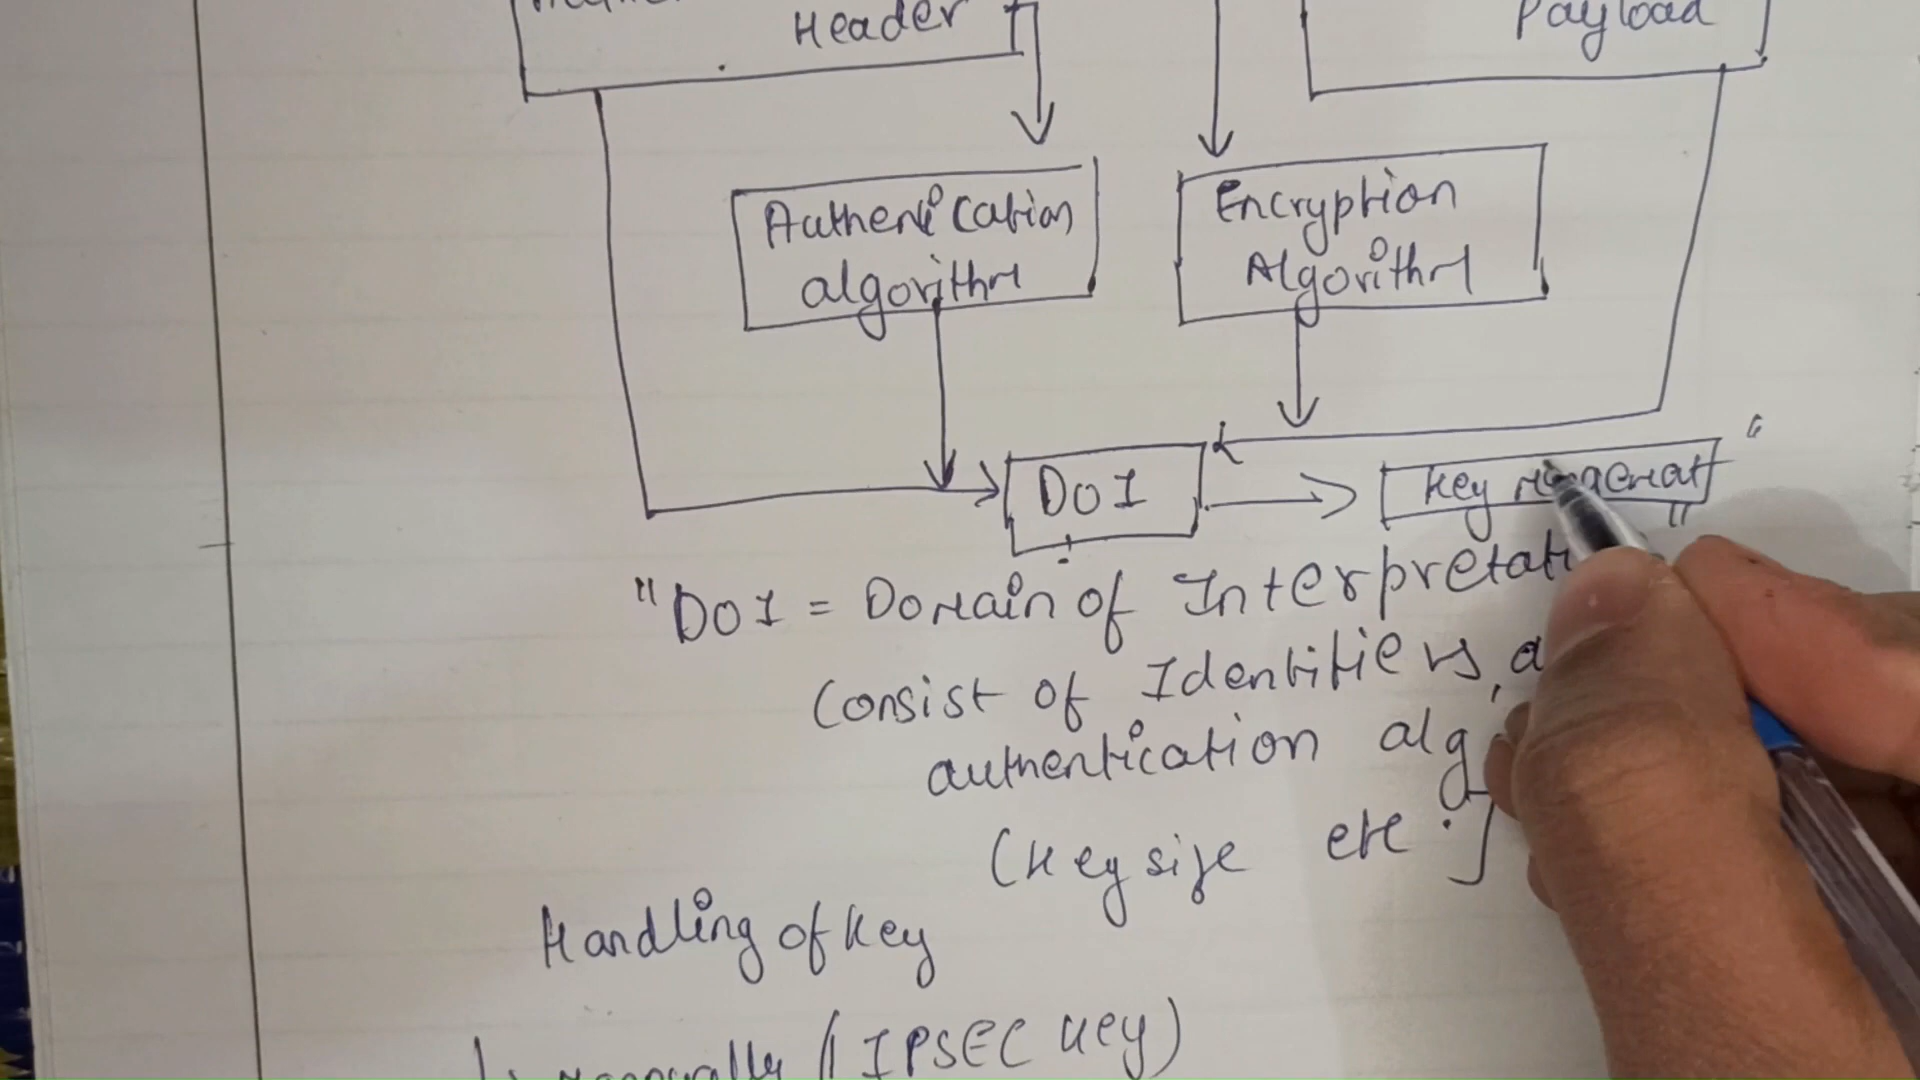 Header
Payload
Authentication
algorithm
Encryption
Algorithm
DOI
Key
"DOI = Domain of
Consist of Identifiers,
authentication alg
(Key size etc.]
Handling of Key
(IPSEC Key)